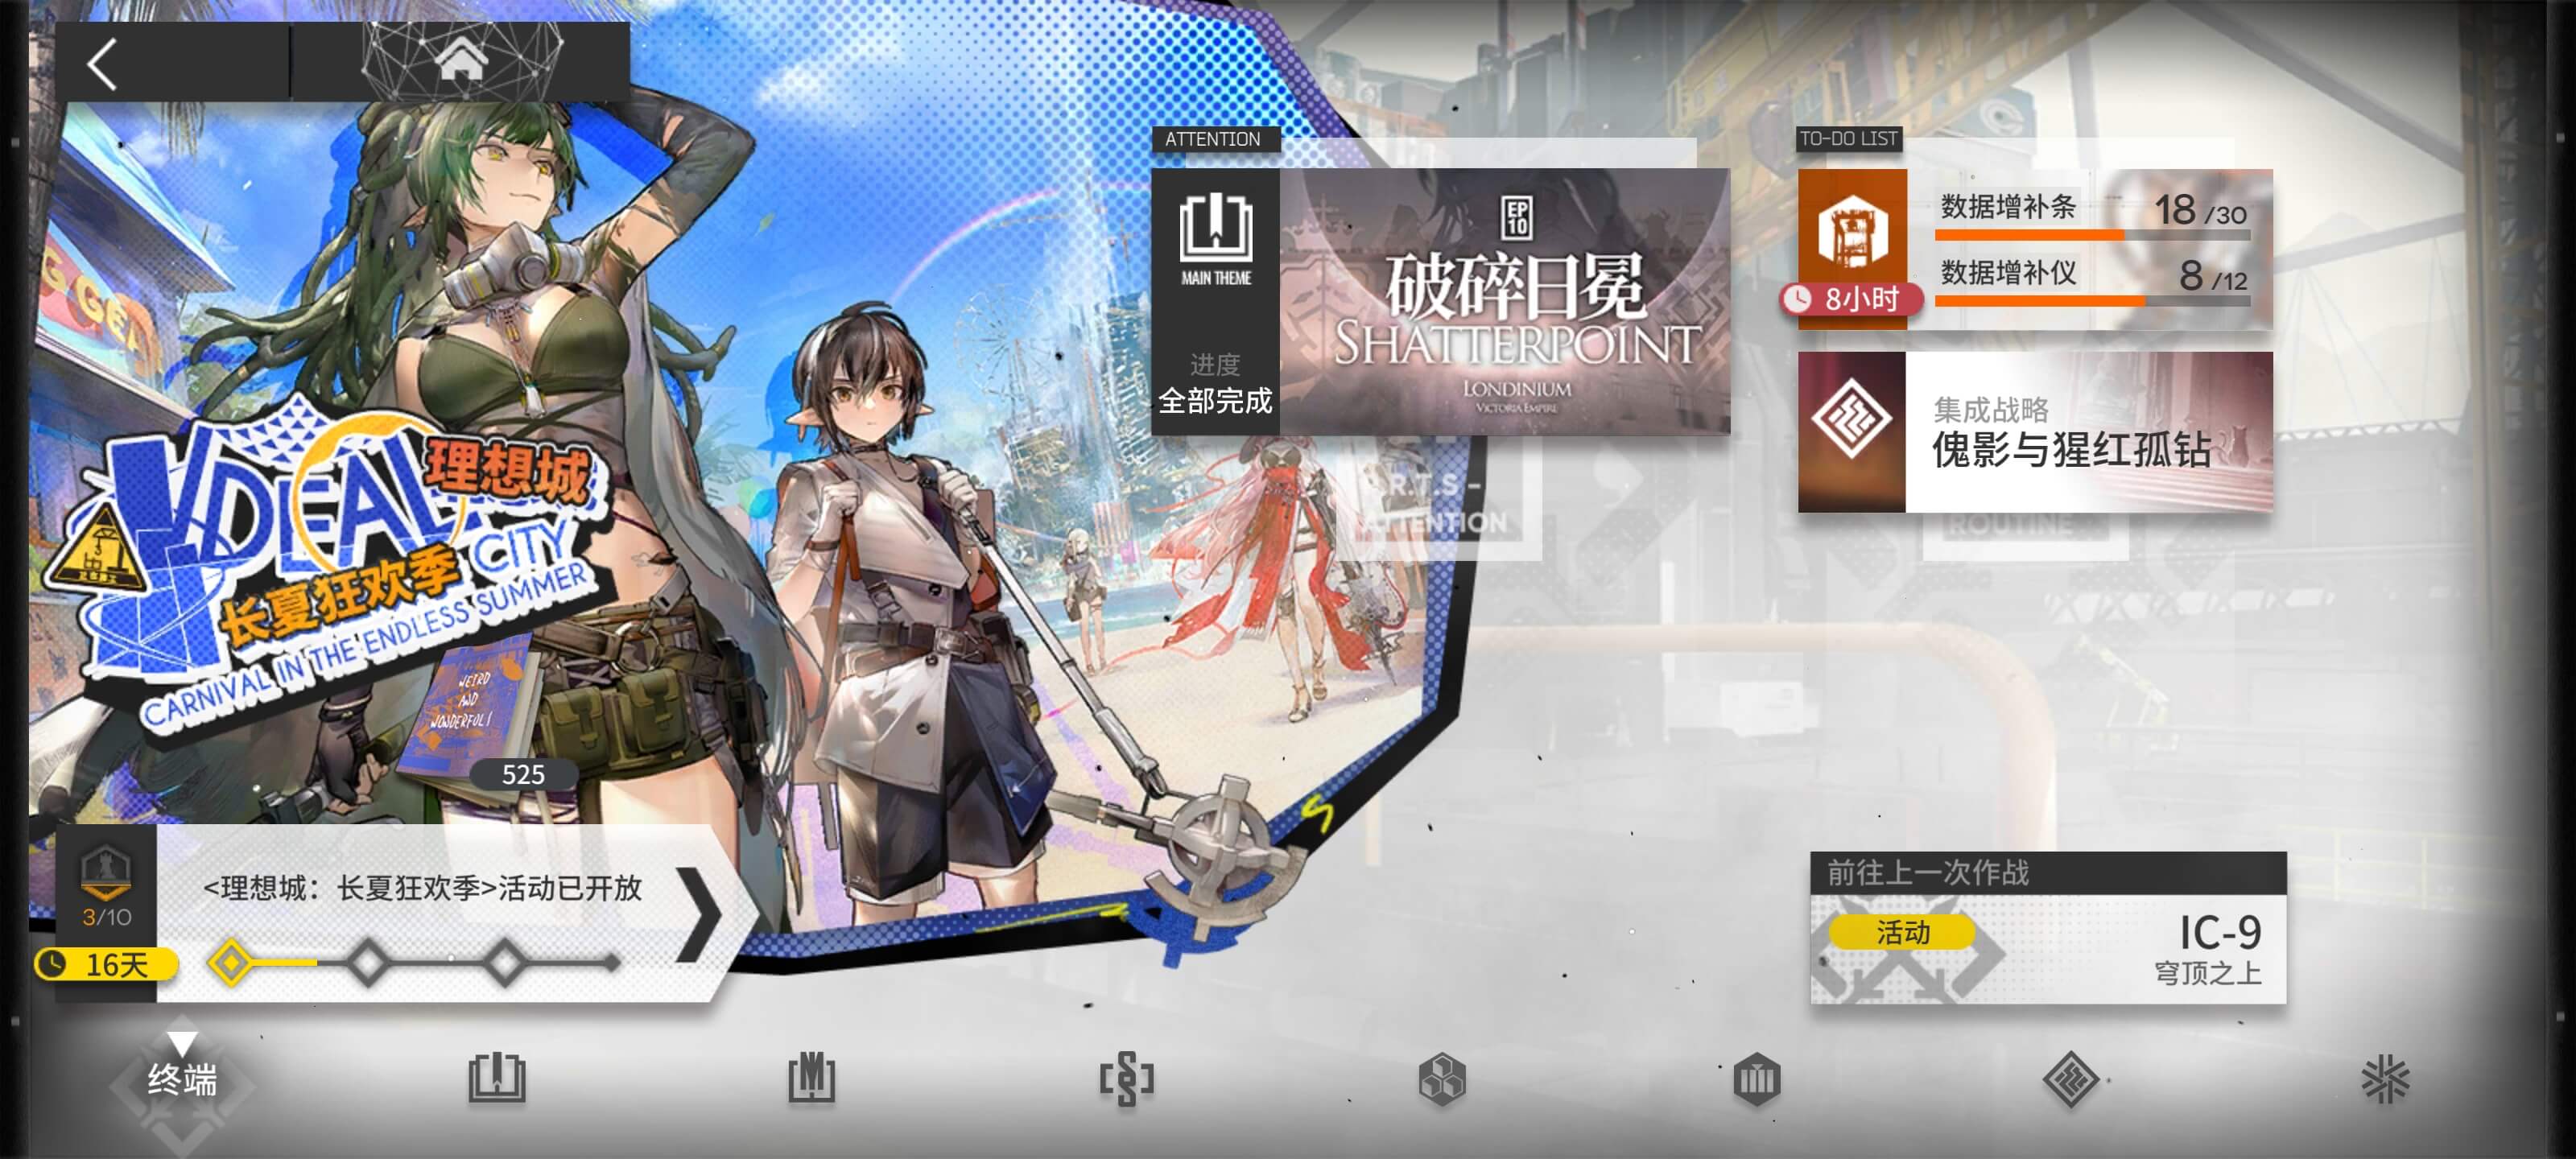 GGER
IDEAL
理想城
CITY
长夏狂欢季
CARNIVAL IN THE ENDLESS SUMMER
WEIRD
AND
WONDERFUL!
525
<理想城：长夏狂欢季>活动已开放
3/10
16天
ATTENTION
MAIN THEME
进度
全部完成
EP
10
破碎日冕
SHATTERPOINT
LONDINIUM
VICTORIA EMPIRE
R.T.S -
ATTENTION
TO-DO LIST
数据增补条 18/30
数据增补仪 8/12
8小时
集成战略
傀影与猩红孤钻
ROUTINE
前往上一次作战
活动
IC-9
穹顶之上
终端